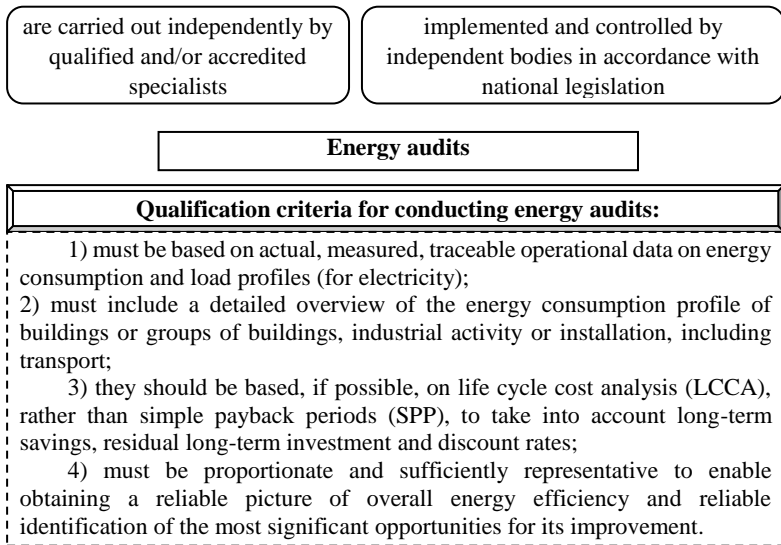 are carried out independently by
qualified and/or accredited
specialists
implemented and controlled by
independent bodies in accordance with
national legislation
Energy audits
Qualification criteria for conducting energy audits:
1) must be based on actual, measured, traceable operational data on energy
consumption and load profiles (for electricity);
2) must include a detailed overview of the energy consumption profile of
buildings or groups of buildings, industrial activity or installation, including
transport;
3) they should be based, if possible, on life cycle cost analysis (LCCA),
rather than simple payback periods (SPP), to take into account long-term
savings, residual long-term investment and discount rates;
4) must be proportionate and sufficiently representative to enable
obtaining a reliable picture of overall energy efficiency and reliable
identification of the most significant opportunities for its improvement.